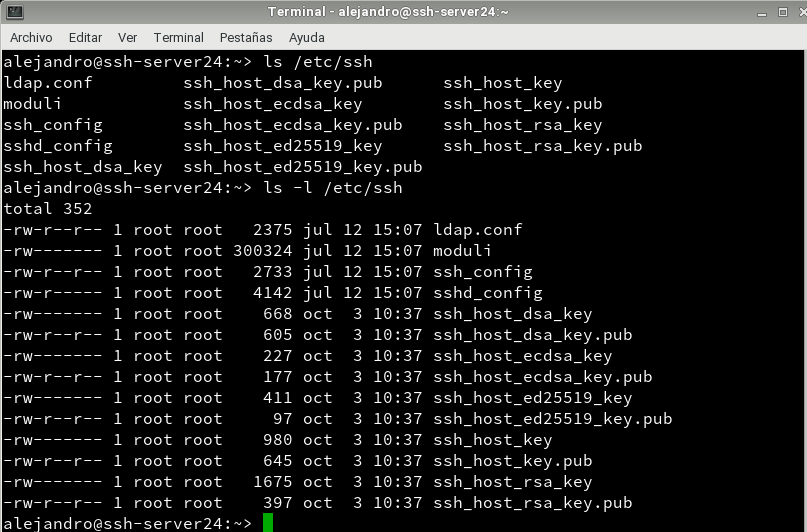 Terminal - alejandro@ssh-server24:~
Archivo Editar Ver Terminal Pestañas Ayuda
alejandro@ssh-server24:~> ls /etc/ssh
ldap.conf         ssh_host_dsa_key.pub      ssh_host_key
moduli            ssh_host_ecdsa_key        ssh_host_key.pub
ssh_config        ssh_host_ecdsa_key.pub    ssh_host_rsa_key
sshd_config       ssh_host_ed25519_key      ssh_host_rsa_key.pub
ssh_host_dsa_key  ssh_host_ed25519_key.pub
alejandro@ssh-server24:~> ls -l /etc/ssh
total 352
-rw-r--r-- 1 root root   2375 jul 12 15:07 ldap.conf
-rw------- 1 root root 300324 jul 12 15:07 moduli
-rw-r--r-- 1 root root   2733 jul 12 15:07 ssh_config
-rw-r----- 1 root root   4142 jul 12 15:07 sshd_config
-rw------- 1 root root    668 oct  3 10:37 ssh_host_dsa_key
-rw-r--r-- 1 root root    605 oct  3 10:37 ssh_host_dsa_key.pub
-rw------- 1 root root    227 oct  3 10:37 ssh_host_ecdsa_key
-rw-r--r-- 1 root root    177 oct  3 10:37 ssh_host_ecdsa_key.pub
-rw------- 1 root root    411 oct  3 10:37 ssh_host_ed25519_key
-rw-r--r-- 1 root root     97 oct  3 10:37 ssh_host_ed25519_key.pub
-rw------- 1 root root    980 oct  3 10:37 ssh_host_key
-rw-r--r-- 1 root root    645 oct  3 10:37 ssh_host_key.pub
-rw------- 1 root root   1675 oct  3 10:37 ssh_host_rsa_key
-rw-r--r-- 1 root root    397 oct  3 10:37 ssh_host_rsa_key.pub
alejandro@ssh-server24:~>